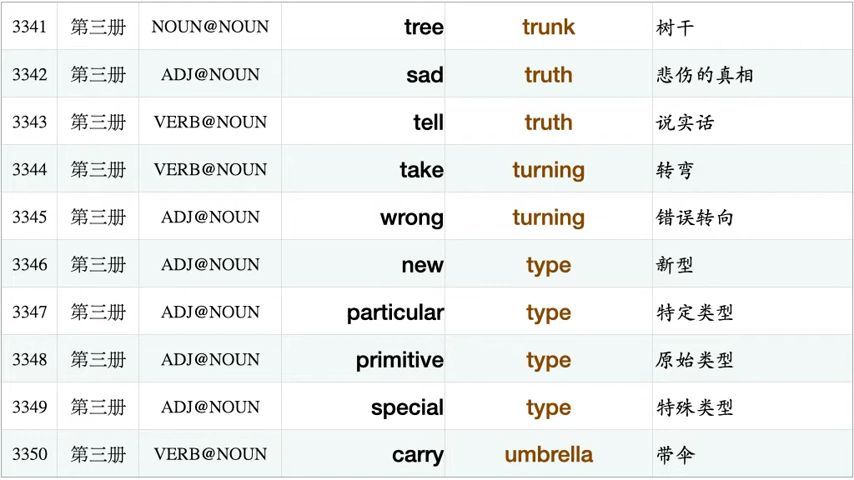 3341 第三册 NOUN@NOUN tree trunk 树干
3342 第三册 ADJ@NOUN sad truth 悲伤的真相
3343 第三册 VERB@NOUN tell truth 说实话
3344 第三册 VERB@NOUN take turning 转弯
3345 第三册 ADJ@NOUN wrong turning 错误转向
3346 第三册 ADJ@NOUN new type 新型
3347 第三册 ADJ@NOUN particular type 特定类型
3348 第三册 ADJ@NOUN primitive type 原始类型
3349 第三册 ADJ@NOUN special type 特殊类型
3350 第三册 VERB@NOUN carry umbrella 带伞